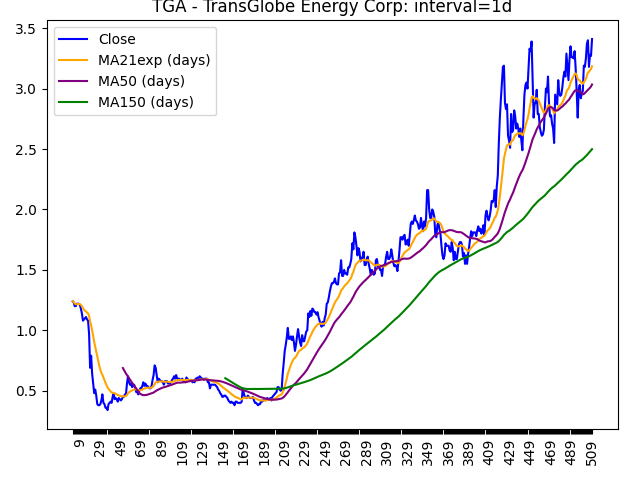 TGA - TransGlobe Energy Corp: interval=1d
Close
MA21exp (days)
MA50 (days)
MA150 (days)
3.5
3.0
2.5
2.0
1.5
1.0
0.5
9 29 49 69 89 109 129 149 169 189 209 229 249 269 289 309 329 349 369 389 409 429 449 469 489 509